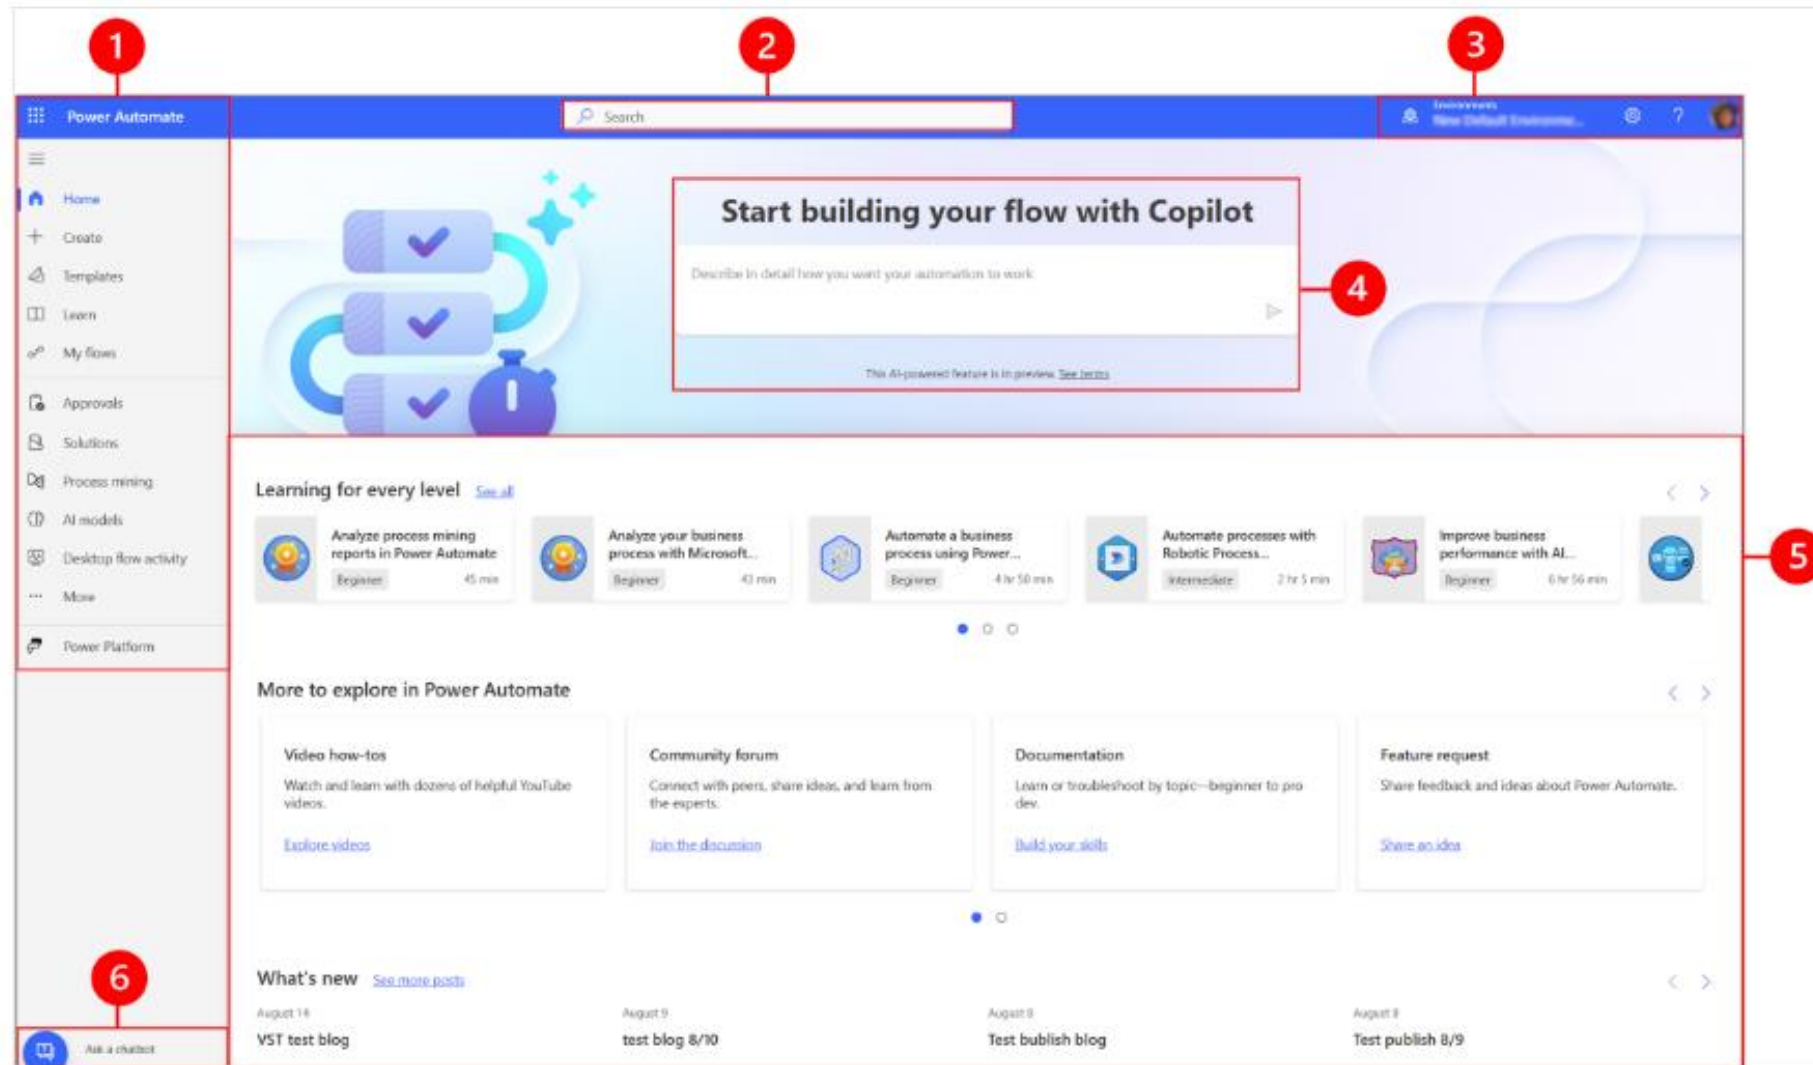 1
2
3
Power Automate
Search
Environments
New Default Environme...
?
Home
Create
Templates
Learn
My flows
Approvals
Solutions
Process mining
AI models
Desktop flow activity
More
Power Platform
Start building your flow with Copilot
Describe in detail how you want your automation to work
4
This AI-powered feature is in preview. See terms
Learning for every level See all
Analyze process mining
reports in Power Automate
Beginner 45 min
Analyze your business
process with Microsoft...
Beginner 43 min
Automate a business
process using Power...
Beginner 4 hr 50 min
Automate processes with
Robotic Process...
Intermediate 2 hr 5 min
Improve business
performance with AI...
Beginner 6 hr 56 min
5
More to explore in Power Automate
Video how-tos
Watch and learn with dozens of helpful YouTube
videos.
Explore videos
Community forum
Connect with peers, share ideas, and learn from
the experts.
Join the discussion
Documentation
Learn or troubleshoot by topic—beginner to pro
dev.
Build your skills
Feature request
Share feedback and ideas about Power Automate.
Share an idea
What's new See more posts
August 14
VST test blog
August 9
test blog 8/10
August 8
Test bublish blog
August 8
Test publish 8/9
6
Ask a chatbot